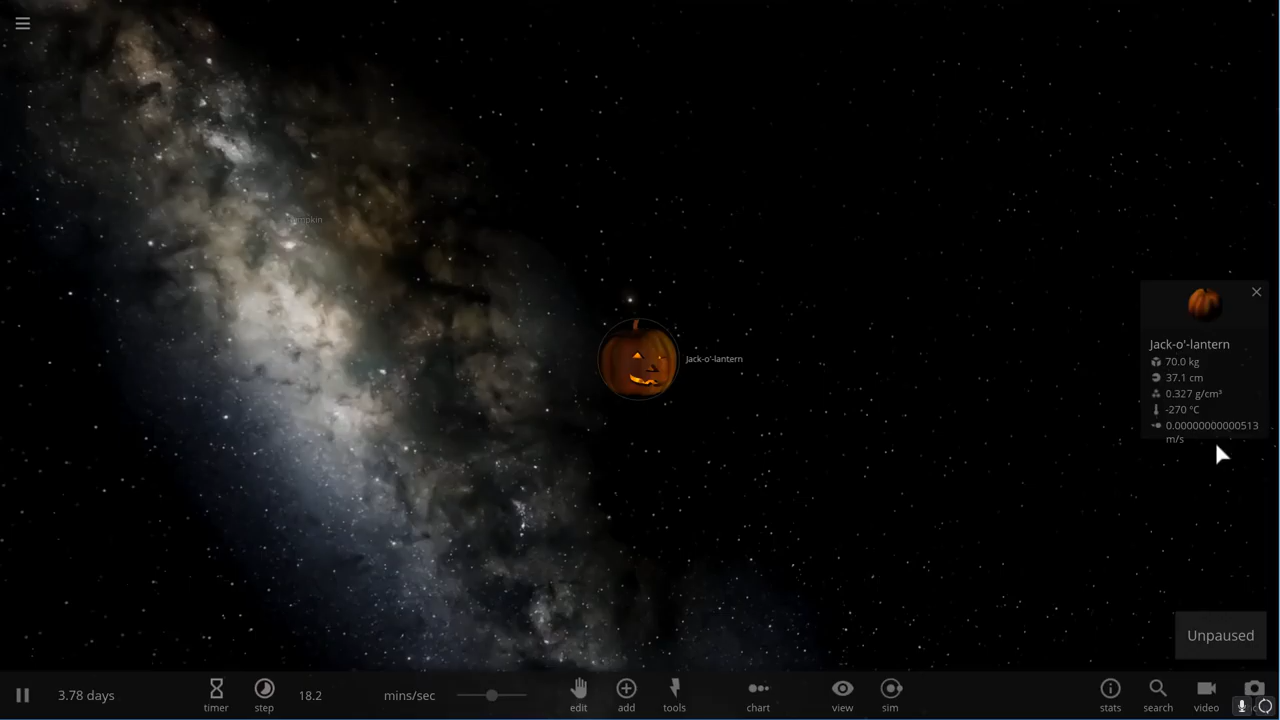 Pumpkin
Jack-o'-lantern
Jack-o'-lantern
70.0 kg
37.1 cm
0.327 g/cm³
-270 °C
0.00000000000513
m/s
Unpaused
3.78 days
timer
step
18.2
mins/sec
edit
add
tools
chart
view
sim
stats
search
video